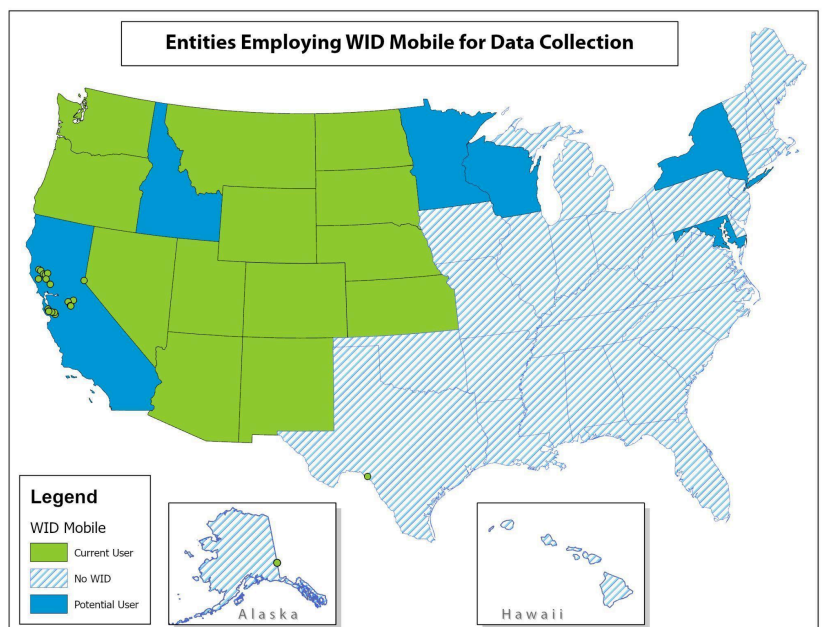 Entities Employing WID Mobile for Data Collection
Legend
WID Mobile
Current User
No WID
Potential User
Alaska
Hawaii